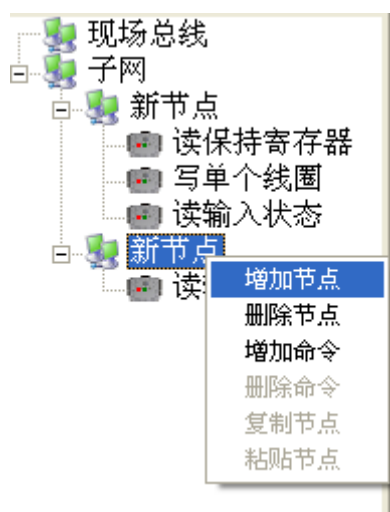 现场总线
子网
新节点
读保持寄存器
写单个线圈
读输入状态
新节点
读
增加节点
删除节点
增加命令
删除命令
复制节点
粘贴节点